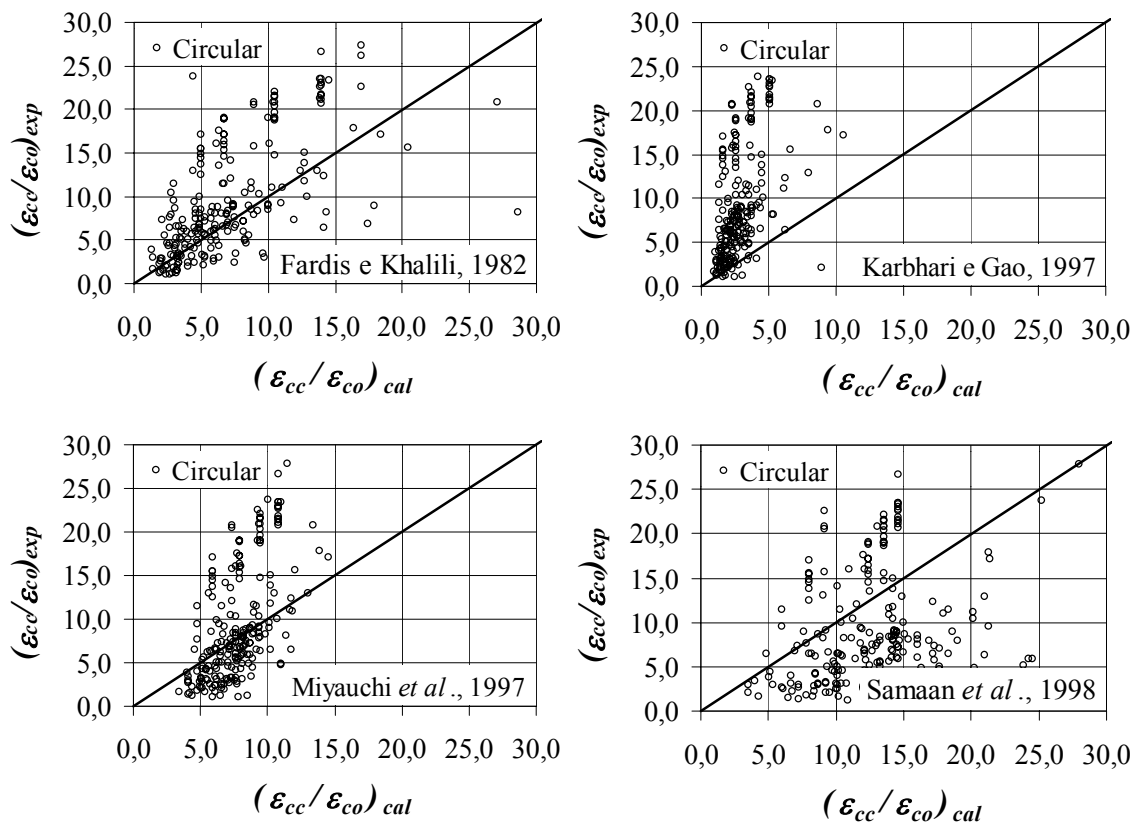 30,0
25,0
20,0
15,0
10,0
5,0
0,0
(εcc/εco)exp
Circular
Fardis e Khalili, 1982
0,0 5,0 10,0 15,0 20,0 25,0 30,0
(εcc/εco) cal
30,0
25,0
20,0
15,0
10,0
5,0
0,0
(εcc/εco)exp
Circular
Karbhari e Gao, 1997
0,0 5,0 10,0 15,0 20,0 25,0 30,0
(εcc/εco) cal
30,0
25,0
20,0
15,0
10,0
5,0
0,0
(εcc/εco)exp
Circular
Miyauchi et al ., 1997
0,0 5,0 10,0 15,0 20,0 25,0 30,0
(εcc/εco) cal
30,0
25,0
20,0
15,0
10,0
5,0
0,0
(εcc/εco)exp
Circular
Samaan et al ., 1998
0,0 5,0 10,0 15,0 20,0 25,0 30,0
(εcc/εco) cal